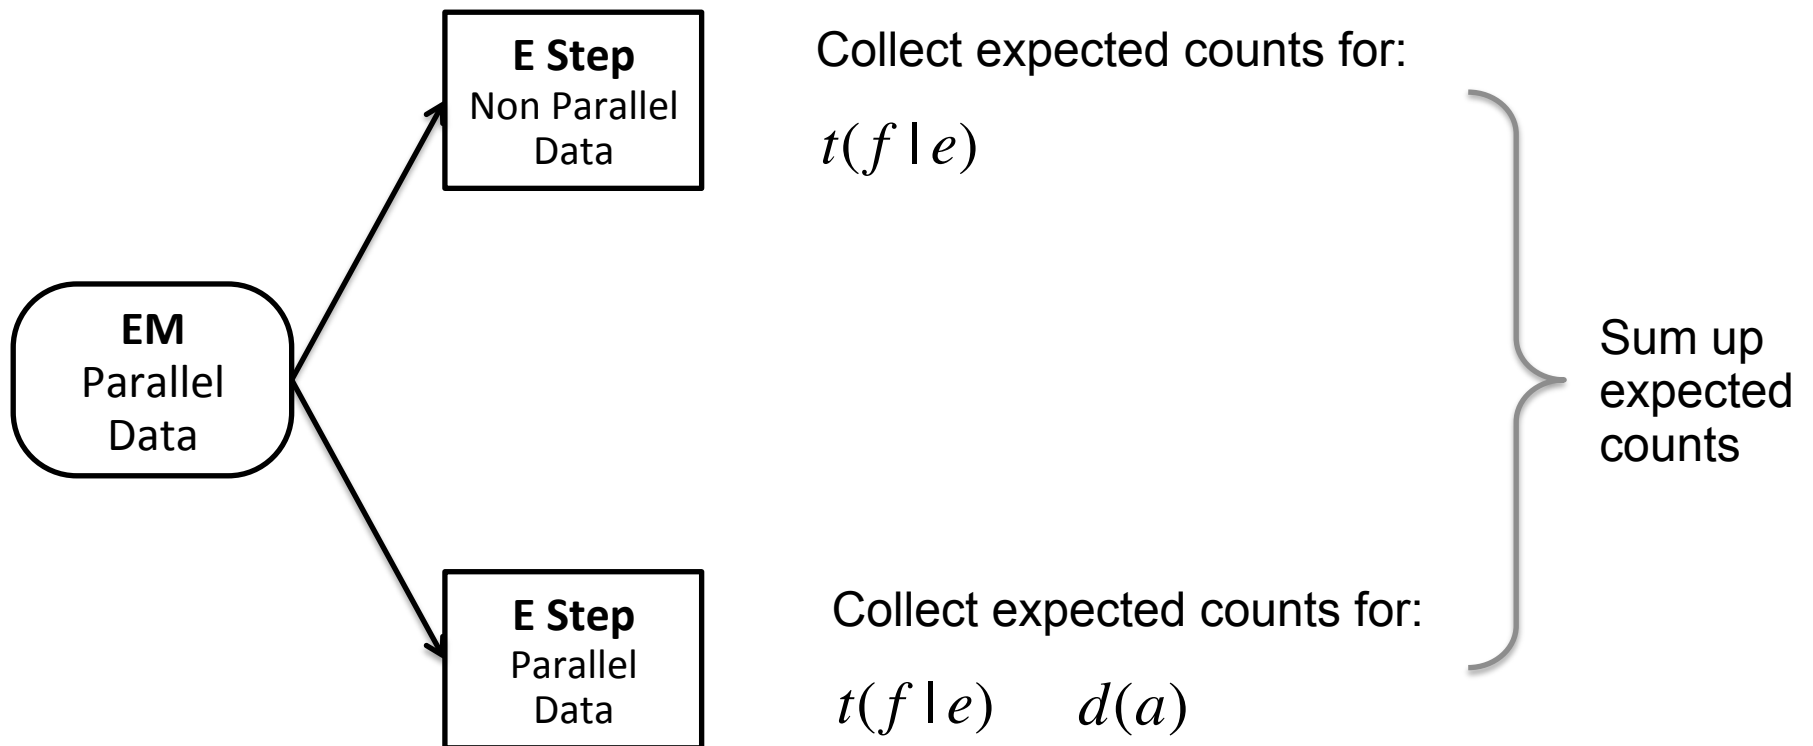 E Step
Non Parallel
Data
Collect expected counts for:
t(f | e)
EM
Parallel
Data
Sum up
expected
counts
E Step
Parallel
Data
Collect expected counts for:
t(f | e) d(a)